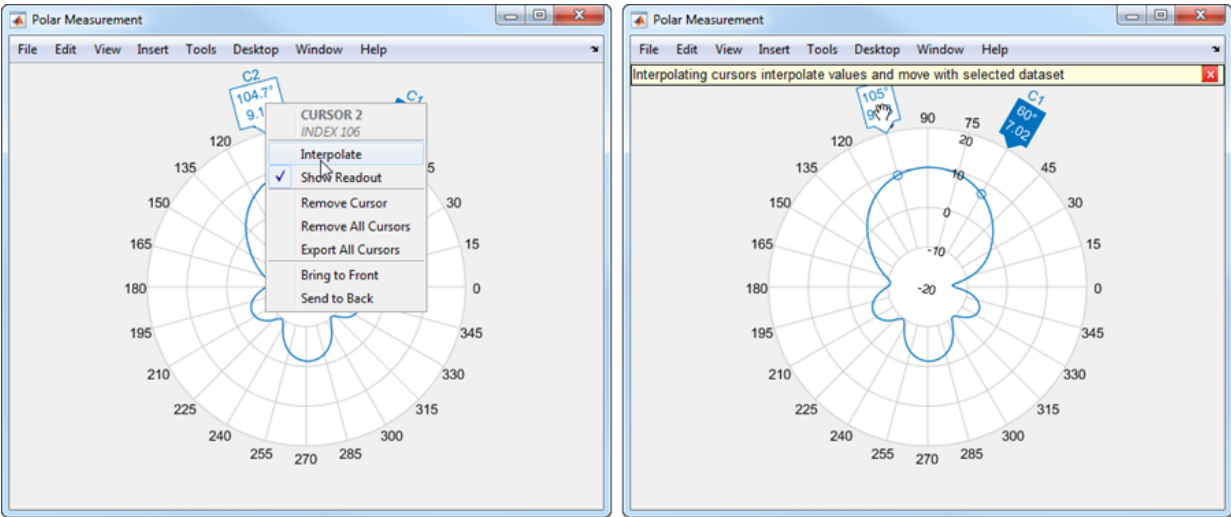 Polar Measurement
File Edit View Insert Tools Desktop Window Help
C2
104.7°
C1
CURSOR 2
INDEX 106
Interpolate
Show Readout
Remove Cursor
Remove All Cursors
Export All Cursors
Bring to Front
Send to Back
120
135
150
165
180
195
210
225
240
255
270
285
300
315
330
345
0
15
30
Polar Measurement
File Edit View Insert Tools Desktop Window Help
Interpolating cursors interpolate values and move with selected dataset
105°
C1
60°
7.02
90
75
20
120
135
45
10
150
30
0
165
15
-10
180
-20
0
195
345
210
330
225
315
240
300
255
270
285